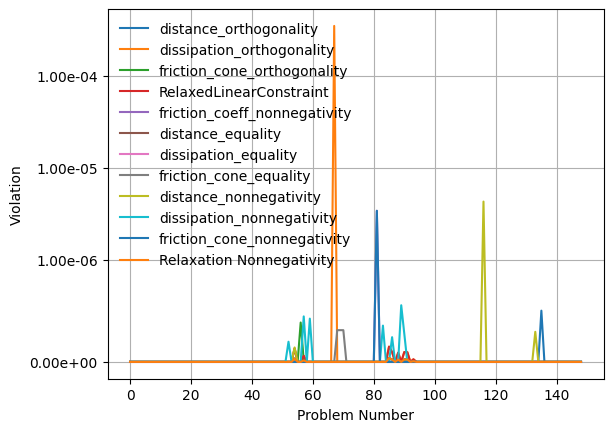 distance_orthogonality
dissipation_orthogonality
friction_cone_orthogonality
RelaxedLinearConstraint
friction_coeff_nonnegativity
distance_equality
dissipation_equality
friction_cone_equality
distance_nonnegativity
dissipation_nonnegativity
friction_cone_nonnegativity
Relaxation Nonnegativity
1.00e-04
1.00e-05
1.00e-06
0.00e+00
Violation
0 20 40 60 80 100 120 140
Problem Number